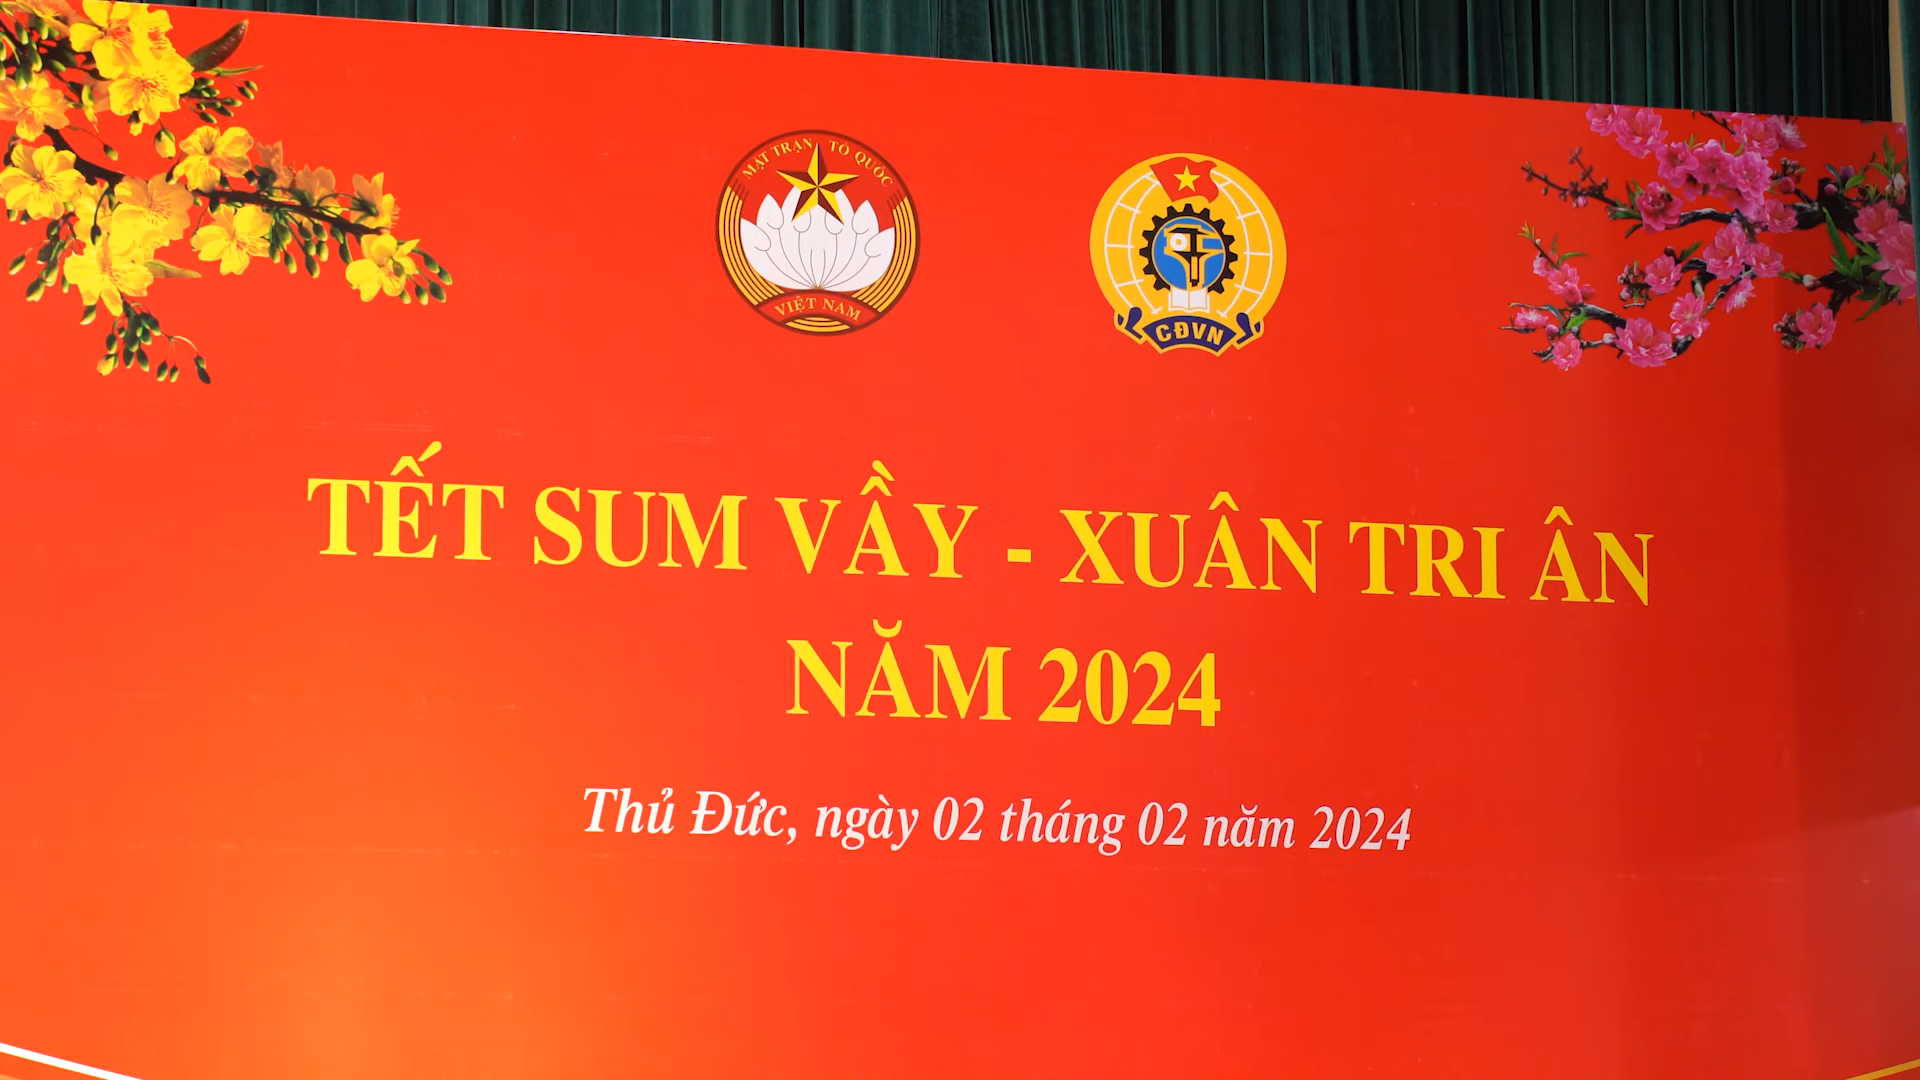 MẶT TRẬN TỔ QUỐC
VIỆT NAM
CĐVN
TẾT SUM VẦY - XUÂN TRI ÂN
NĂM 2024
Thủ Đức, ngày 02 tháng 02 năm 2024